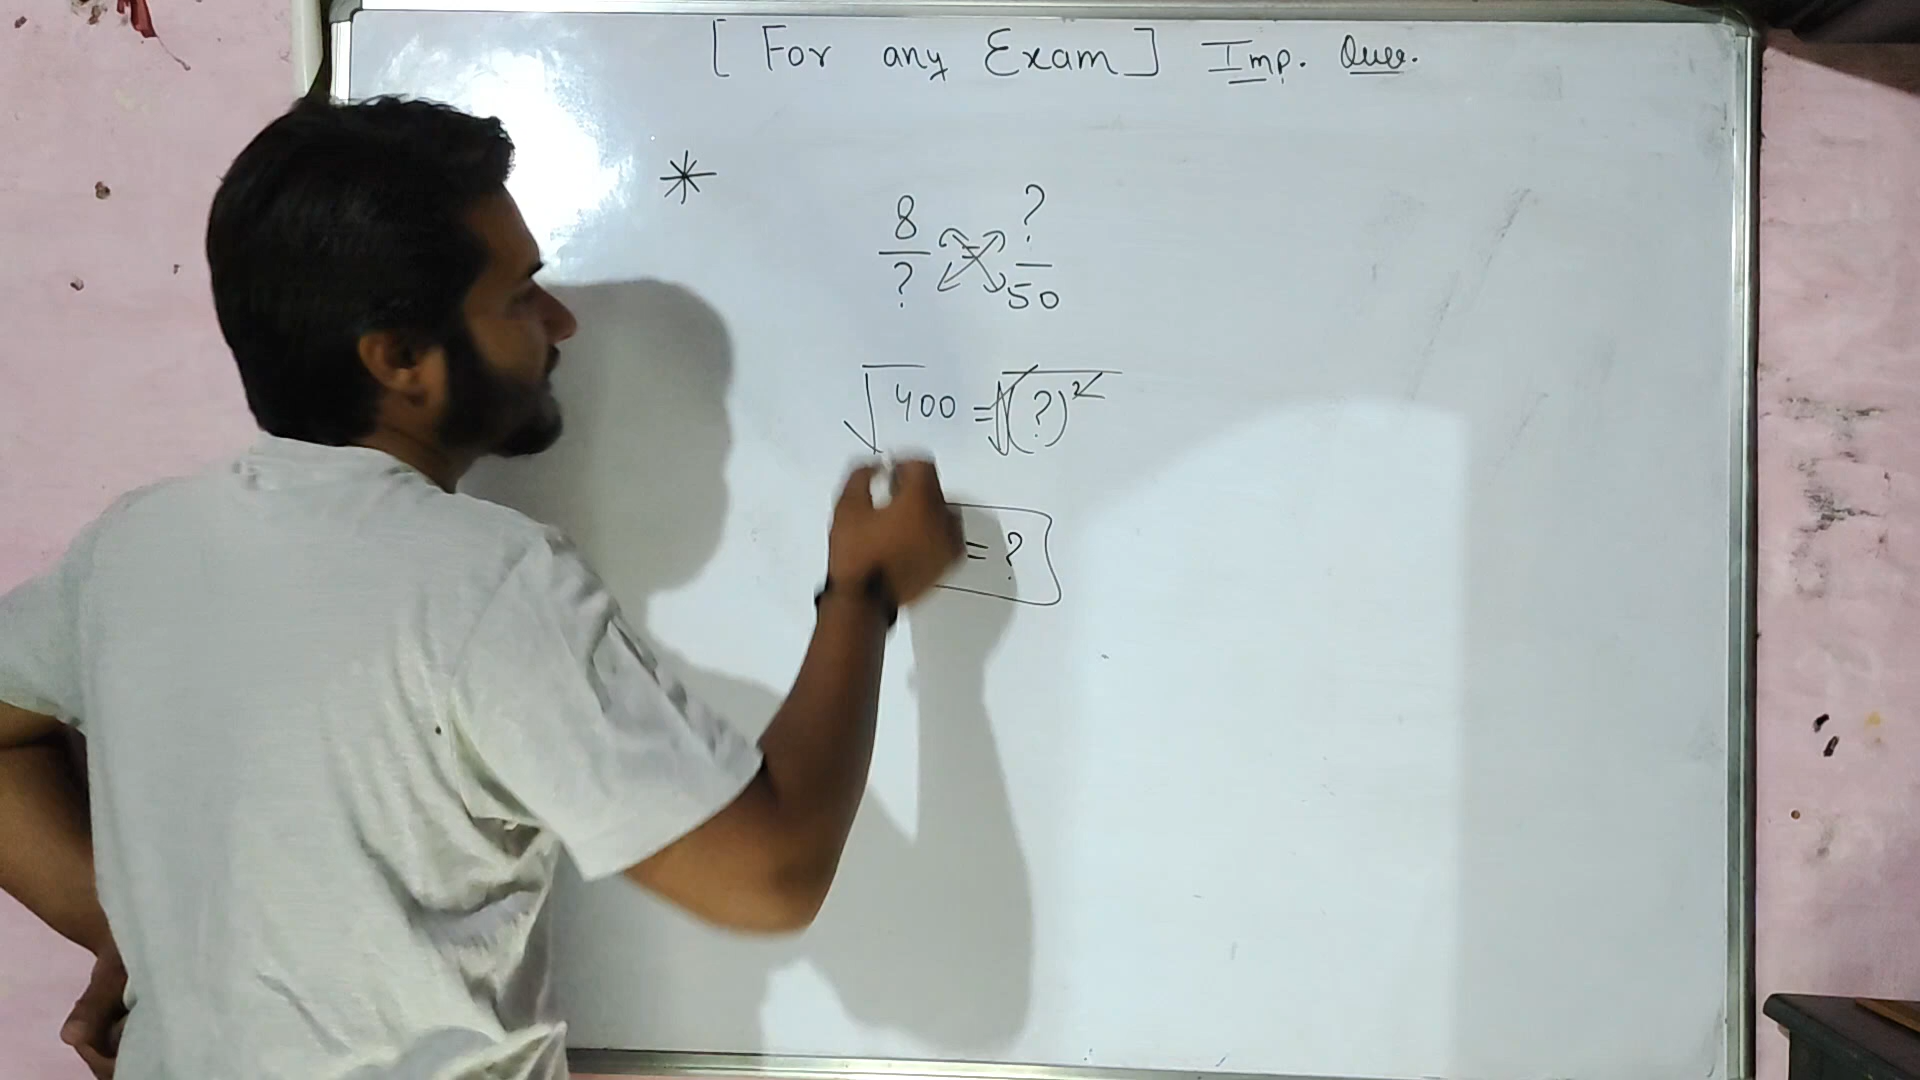 [ For any Exam ] Imp. Que.
*
8/? = ?/50
√400 = √(?)²
= ?